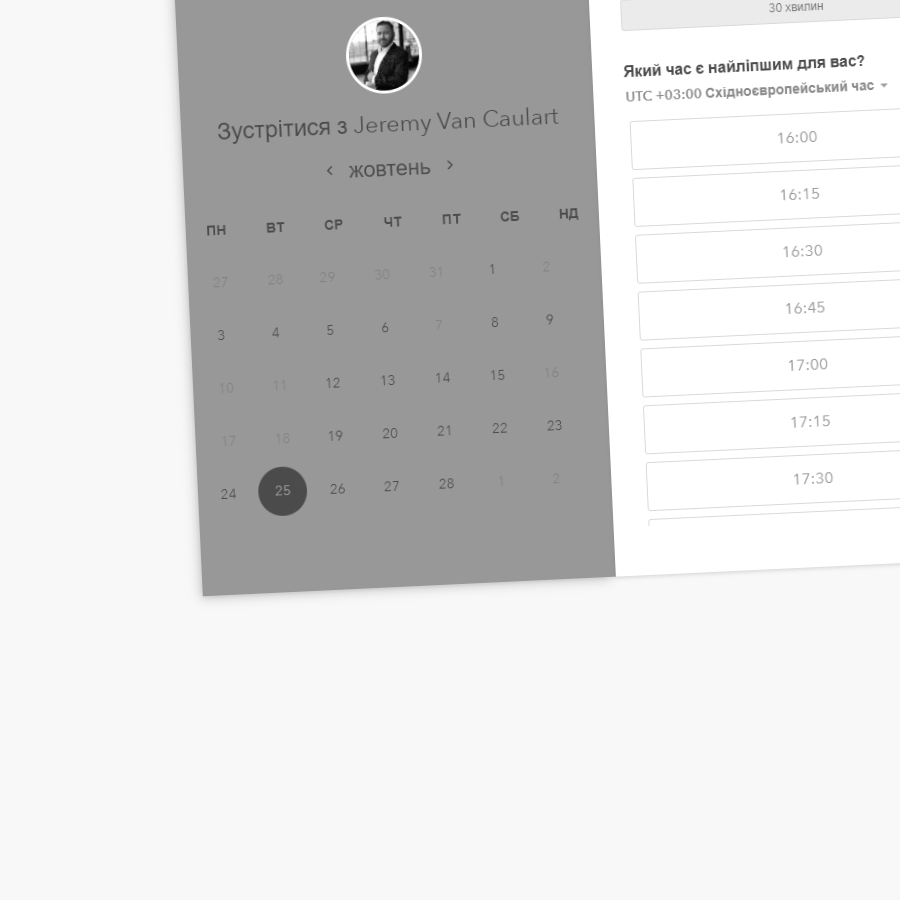 Зустрітися з Jeremy Van Caulart
жовтень
ПН ВТ СР ЧТ ПТ СБ НД
27 28 29 30 31 1 2
3 4 5 6 7 8 9
10 11 12 13 14 15 16
17 18 19 20 21 22 23
24 25 26 27 28 1 2
30 хвилин
Який час є найліпшим для вас?
UTC +03:00 Східноєвропейський час
16:00
16:15
16:30
16:45
17:00
17:15
17:30